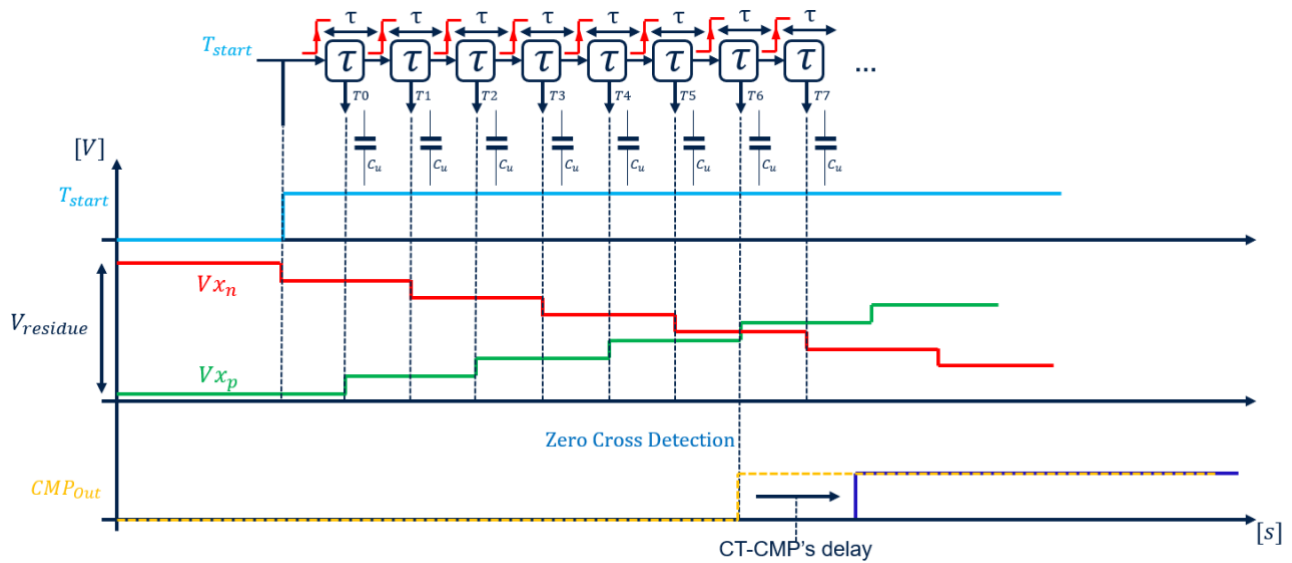 τ τ τ τ τ τ τ τ
T_start τ τ τ τ τ τ τ τ ...
T0 T1 T2 T3 T4 T5 T6 T7
C_u C_u C_u C_u C_u C_u C_u C_u
[V]
T_start
Vx_n
V_residue
Vx_p
Zero Cross Detection
CMP_Out
[s]
CT-CMP's delay